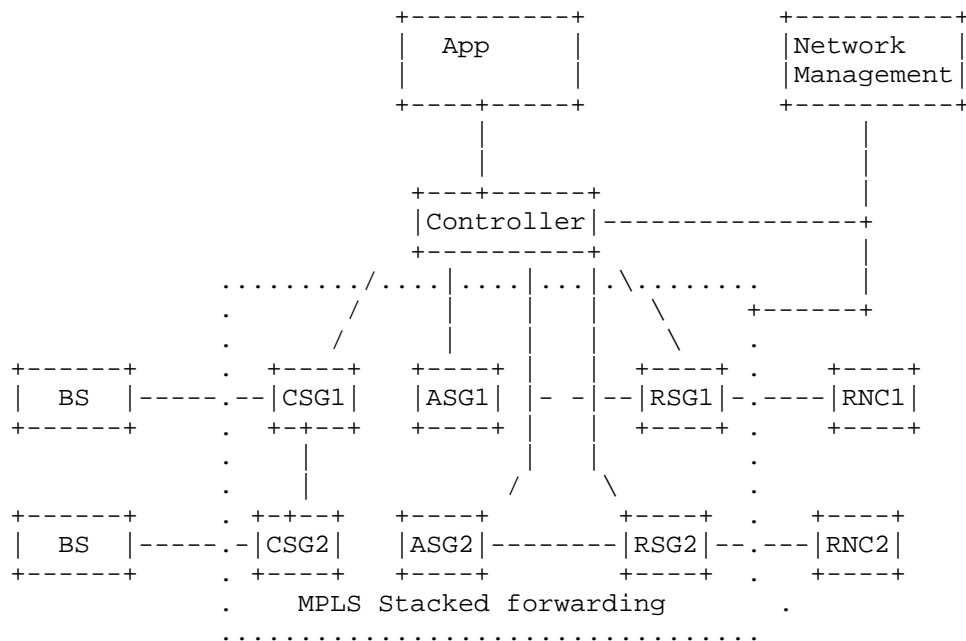 App
Network
Management
Controller
BS CSG1 ASG1 RSG1 RNC1
BS CSG2 ASG2 RSG2 RNC2
MPLS Stacked forwarding